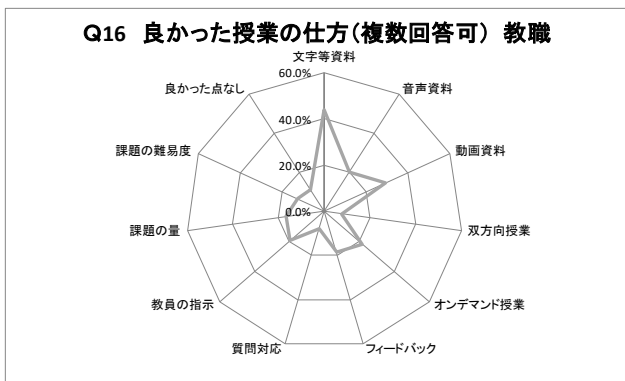 Q16 良かった授業の仕方(複数回答可) 教職
文字等資料
音声資料
動画資料
双方向授業
オンデマンド授業
フィードバック
質問対応
教員の指示
課題の量
課題の難易度
良かった点なし
60.0%
40.0%
20.0%
0.0%